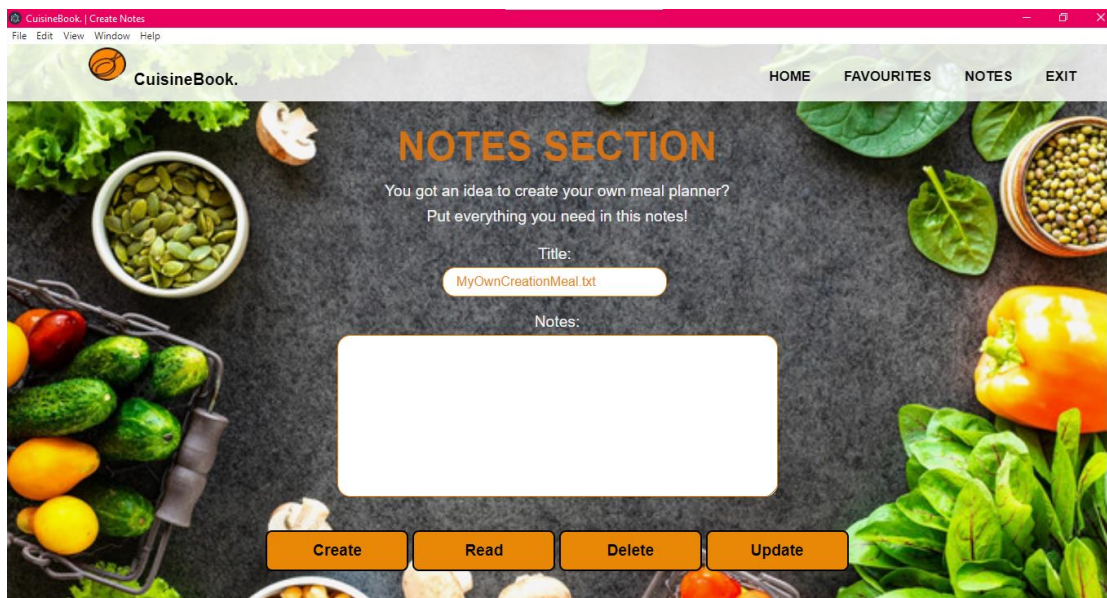 CuisineBook. | Create Notes
File Edit View Window Help
CuisineBook.
HOME FAVOURITES NOTES EXIT
NOTES SECTION
You got an idea to create your own meal planner?
Put everything you need in this notes!
Title:
MyOwnCreationMeal.txt
Notes:
Create Read Delete Update